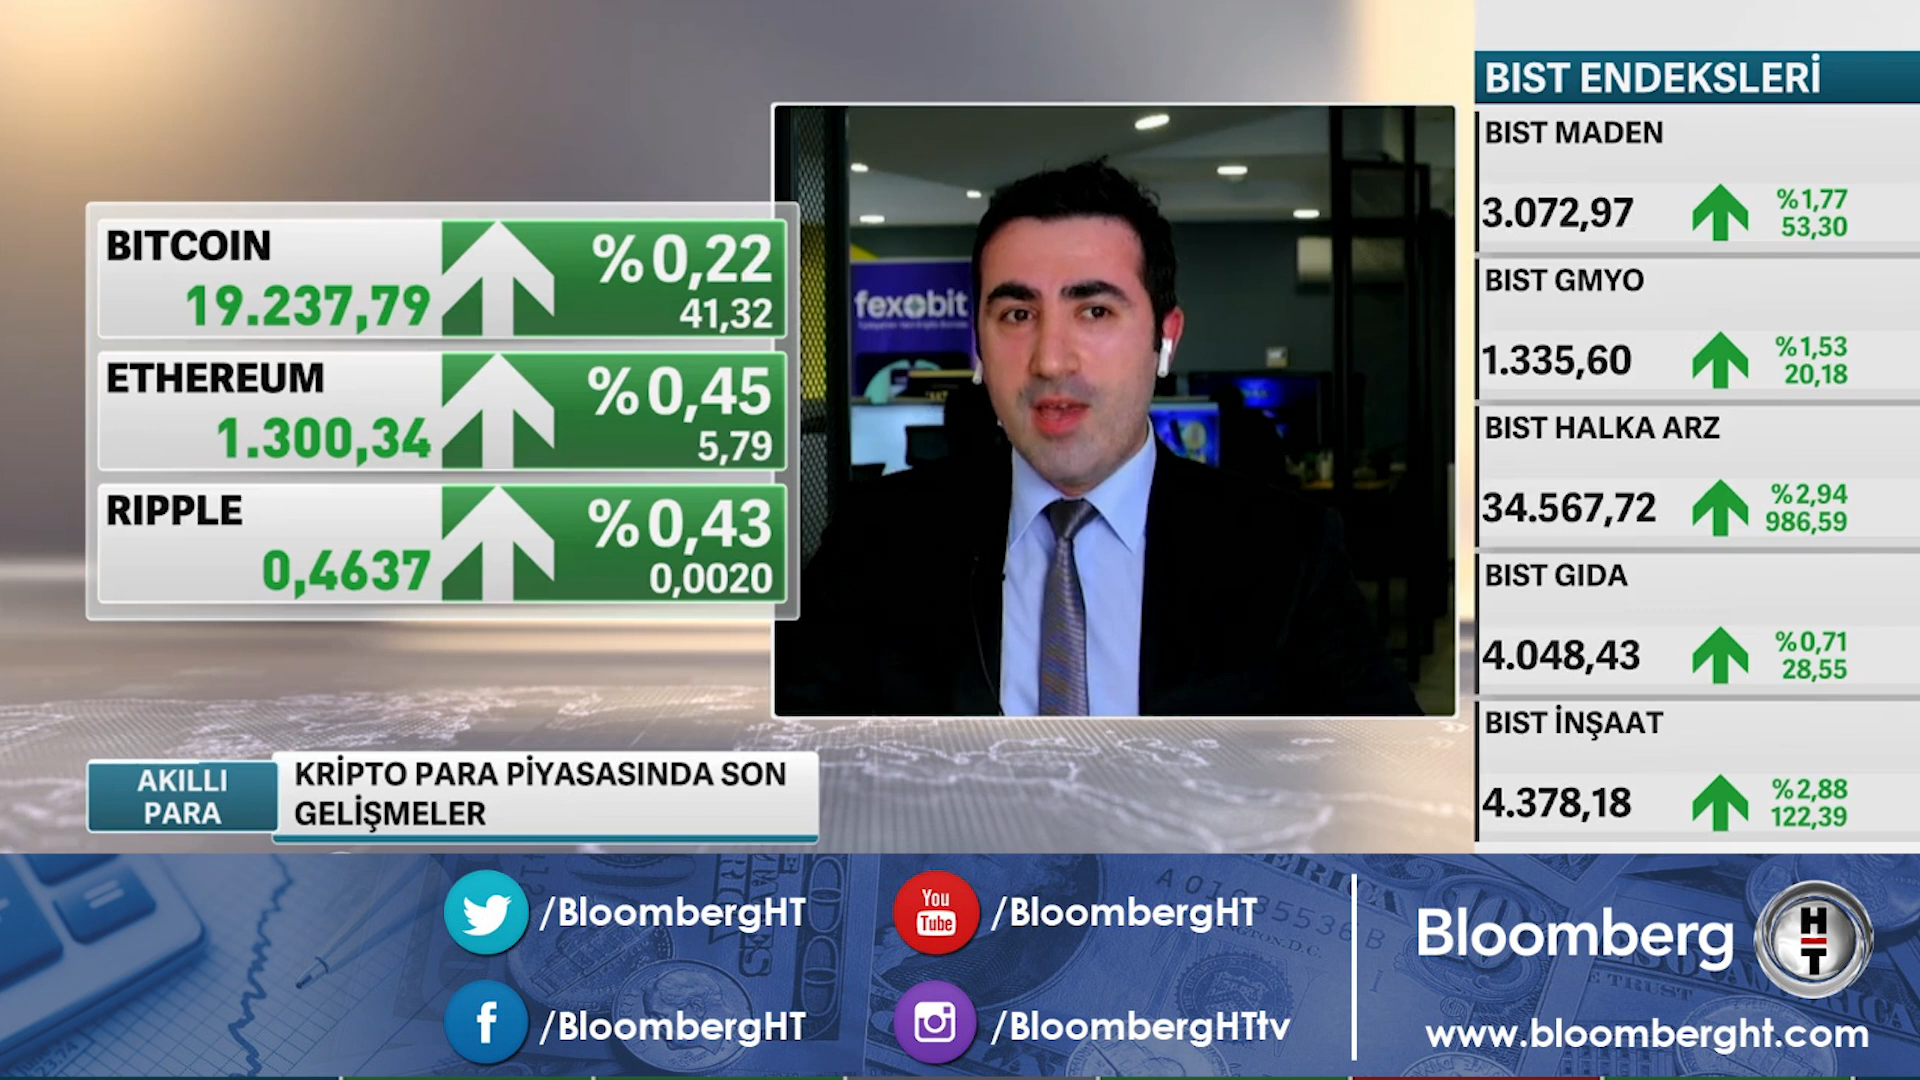 BITCOIN
19.237,79
%0,22
41,32
ETHEREUM
1.300,34
%0,45
5,79
RIPPLE
0,4637
%0,43
0,0020
fexobit
AKILLI
PARA
KRİPTO PARA PİYASASINDA SON
GELİŞMELER
BIST ENDEKSLERİ
BIST MADEN
3.072,97
%1,77
53,30
BIST GMYO
1.335,60
%1,53
20,18
BIST HALKA ARZ
34.567,72
%2,94
986,59
BIST GIDA
4.048,43
%0,71
28,55
BIST İNŞAAT
4.378,18
%2,88
122,39
/BloombergHT
You
Tube
/BloombergHT
/BloombergHT
/BloombergHTtv
Bloomberg HT
www.bloomberght.com